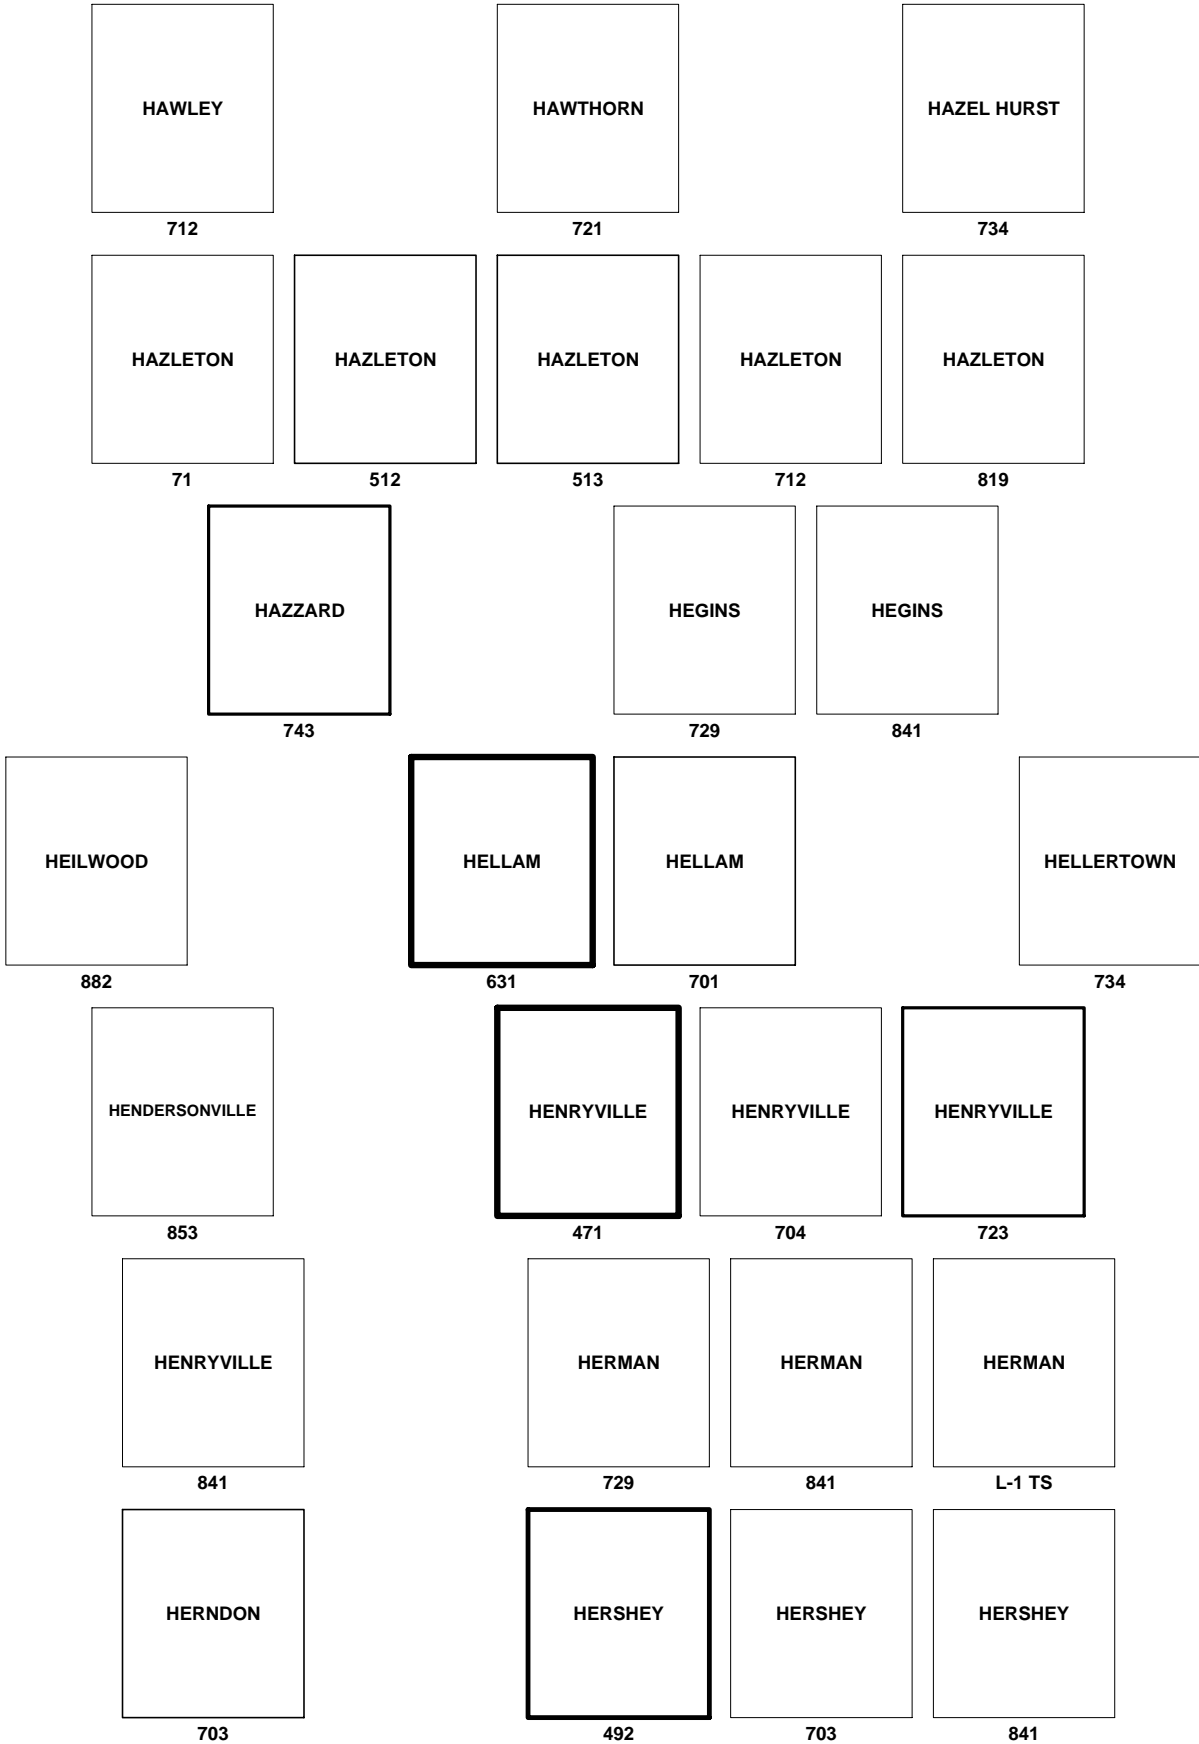 HAWLEY HAWTHORN HAZEL HURST
712 721 734
HAZLETON HAZLETON HAZLETON HAZLETON HAZLETON
71 512 513 712 819
HAZZARD HEGINS HEGINS
743 729 841
HEILWOOD HELLAM HELLAM HELLERTOWN
882 631 701 734
HENDERSONVILLE HENRYVILLE HENRYVILLE HENRYVILLE
853 471 704 723
HENRYVILLE HERMAN HERMAN HERMAN
841 729 841 L-1 TS
HERNDON HERSHEY HERSHEY HERSHEY
703 492 703 841